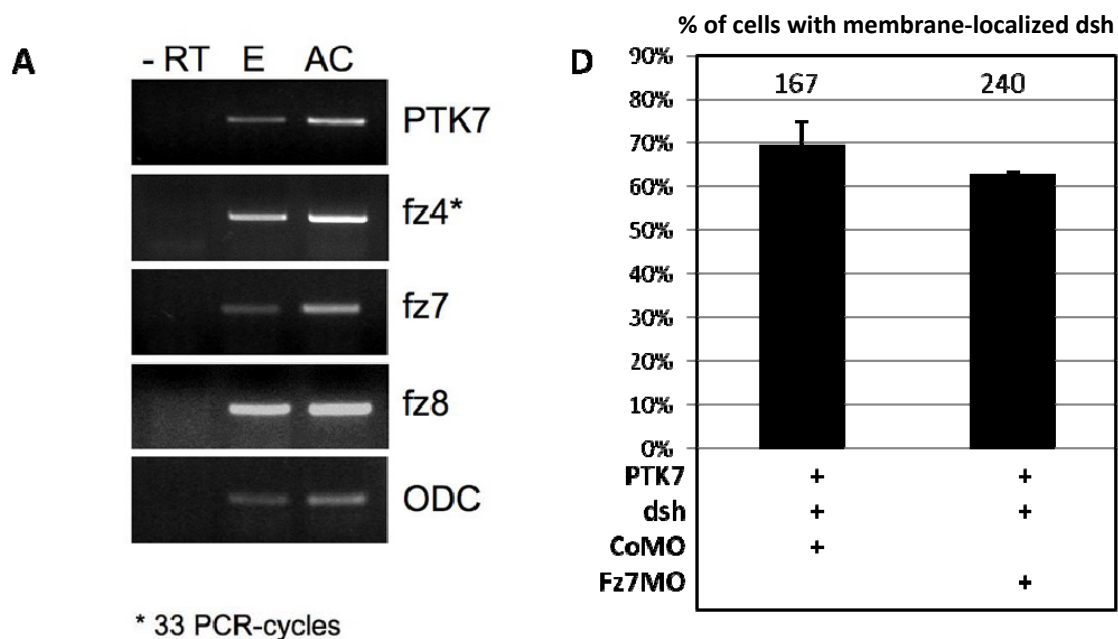 A
- RT E AC
PTK7
fz4*
fz7
fz8
ODC
* 33 PCR-cycles
% of cells with membrane-localized dsh
D
90%
80%
70%
60%
50%
40%
30%
20%
10%
0%
167 240
PTK7 + +
dsh + +
CoMO +
Fz7MO +